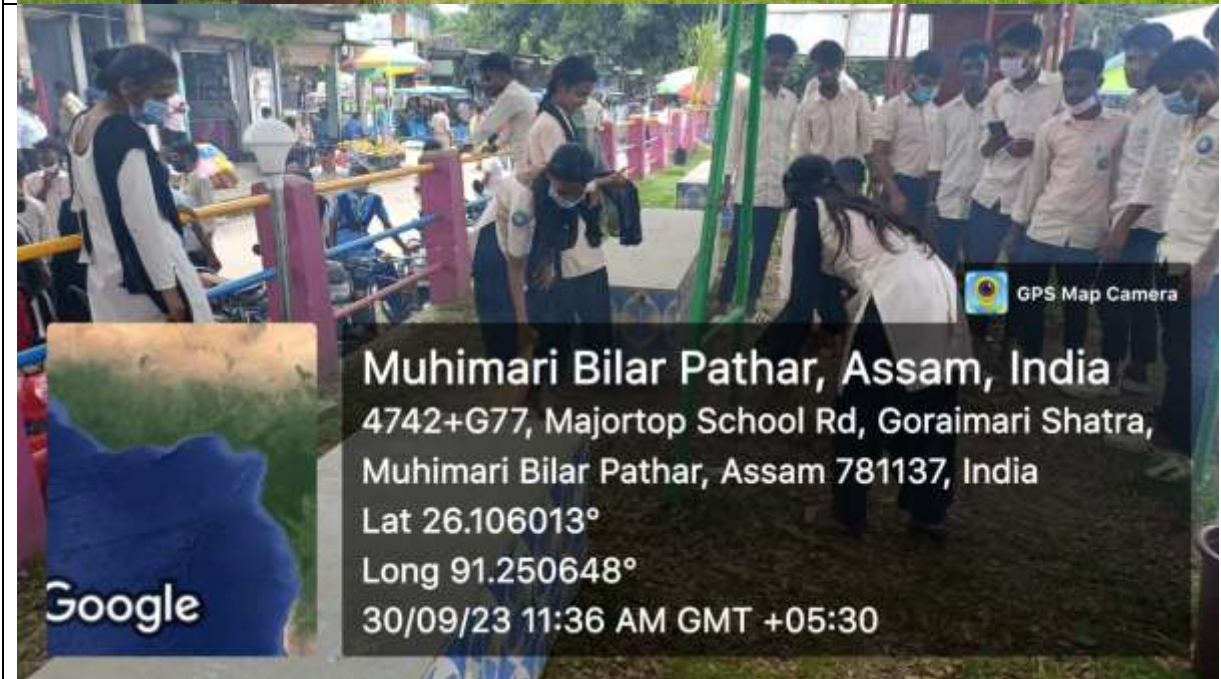 GPS Map Camera
Muhimari Bilar Pathar, Assam, India
4742+G77, Majortop School Rd, Goraimari Shatra,
Muhimari Bilar Pathar, Assam 781137, India
Lat 26.106013°
Long 91.250648°
30/09/23 11:36 AM GMT +05:30
Google